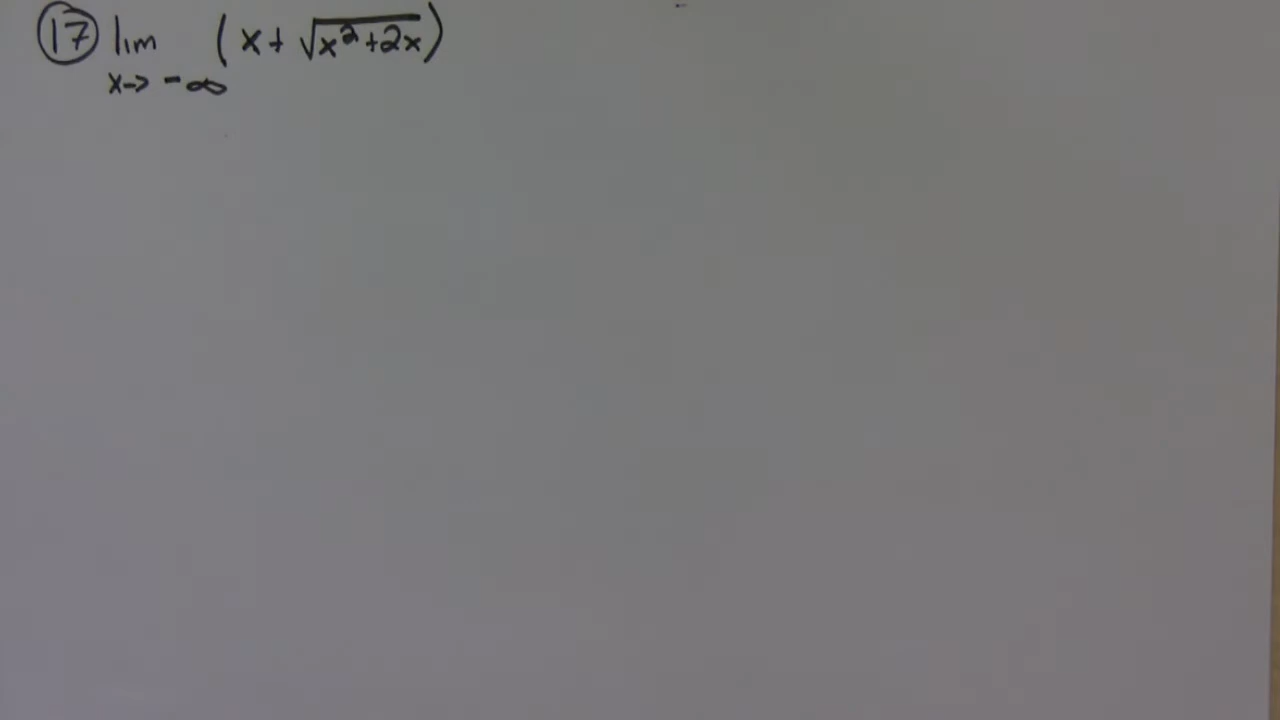 ⑰ lim (x + √(x²+2x))
x→ -∞